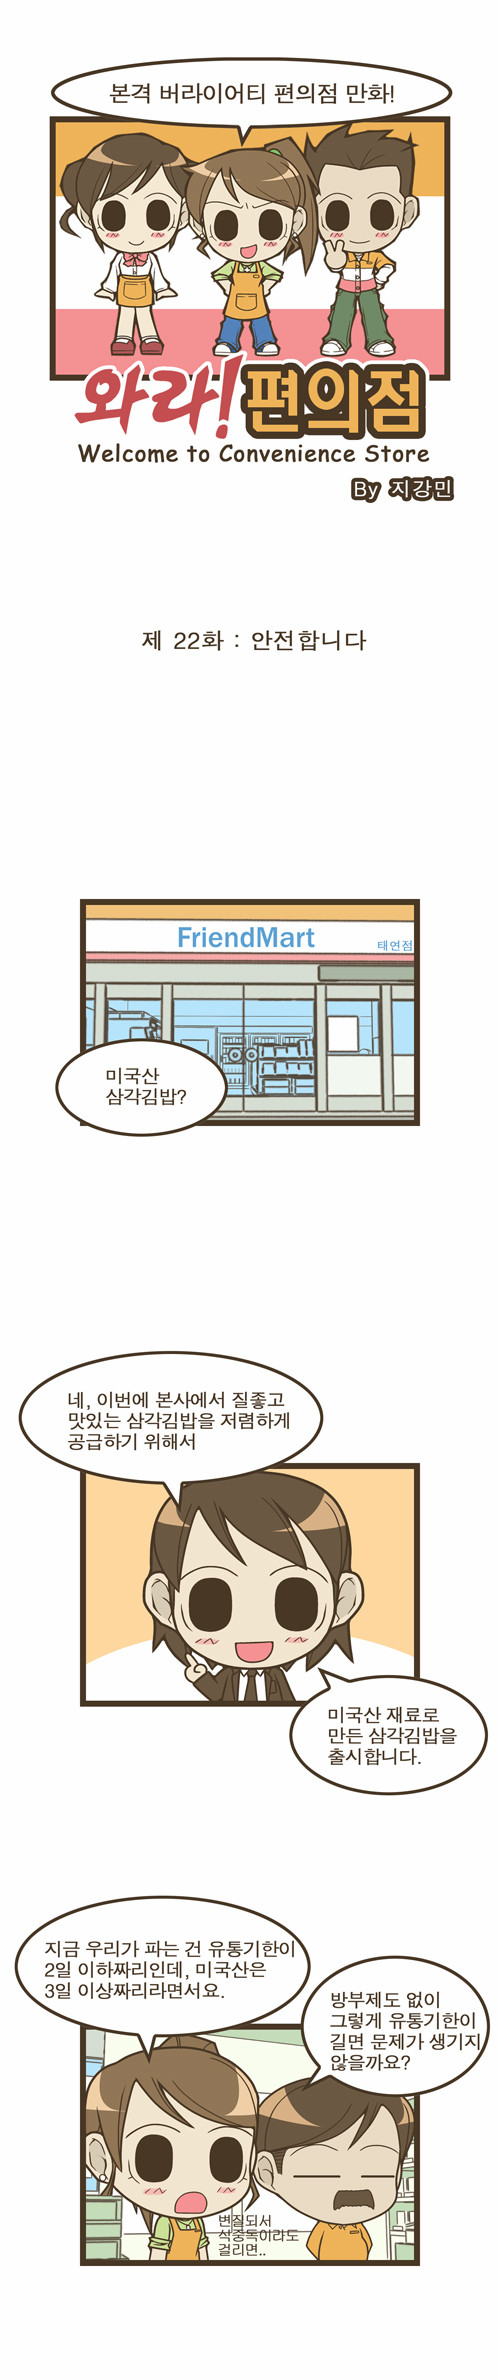 본격 버라이어티 편의점 만화!
와라! 편의점
Welcome to Convenience Store
By 지강민
제 22화 : 안전합니다
FriendMart
태연점
미국산
삼각김밥?
네, 이번에 본사에서 질좋고
맛있는 삼각김밥을 저렴하게
공급하기 위해서
미국산 재료로
만든 삼각김밥을
출시합니다.
지금 우리가 파는 건 유통기한이
2일 이하짜리인데, 미국산은
3일 이상짜리라면서요.
방부제도 없이
그렇게 유통기한이
길면 문제가 생기지
않을까요?
변질되서
식중독이라도
걸리면..